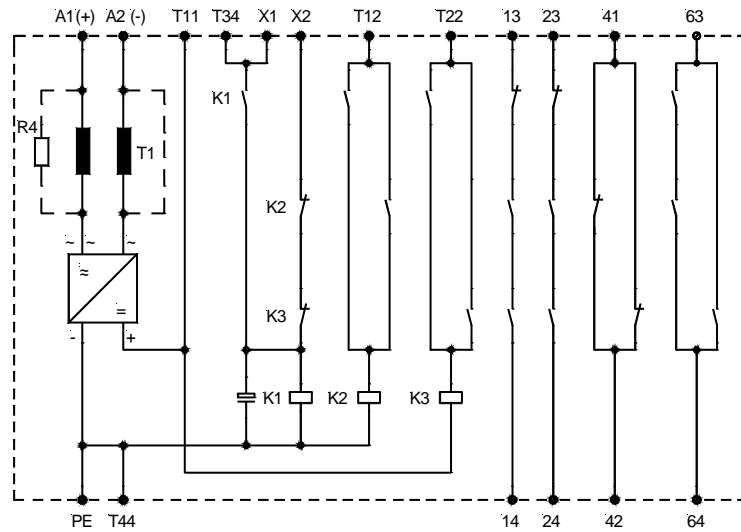 A1(+) A2 (-) T11 T34 X1 X2 T12 T22 13 23 41 63
K1
R4
T1
K2
~ ~ ~
≈
=
K3
- +
K1 K2 K3
PE T44 14 24 42 64